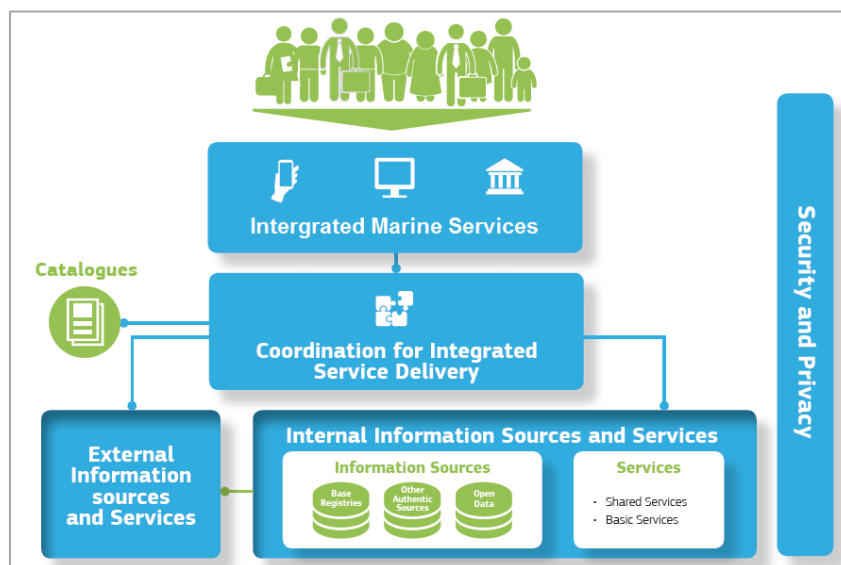 Intergrated Marine Services
Catalogues
Coordination for Integrated
Service Delivery
External
Information
sources
and Services
Internal Information Sources and Services
Information Sources
Base
Registries
Other
Authentic
Sources
Open
Data
Services
· Shared Services
· Basic Services
Security and Privacy